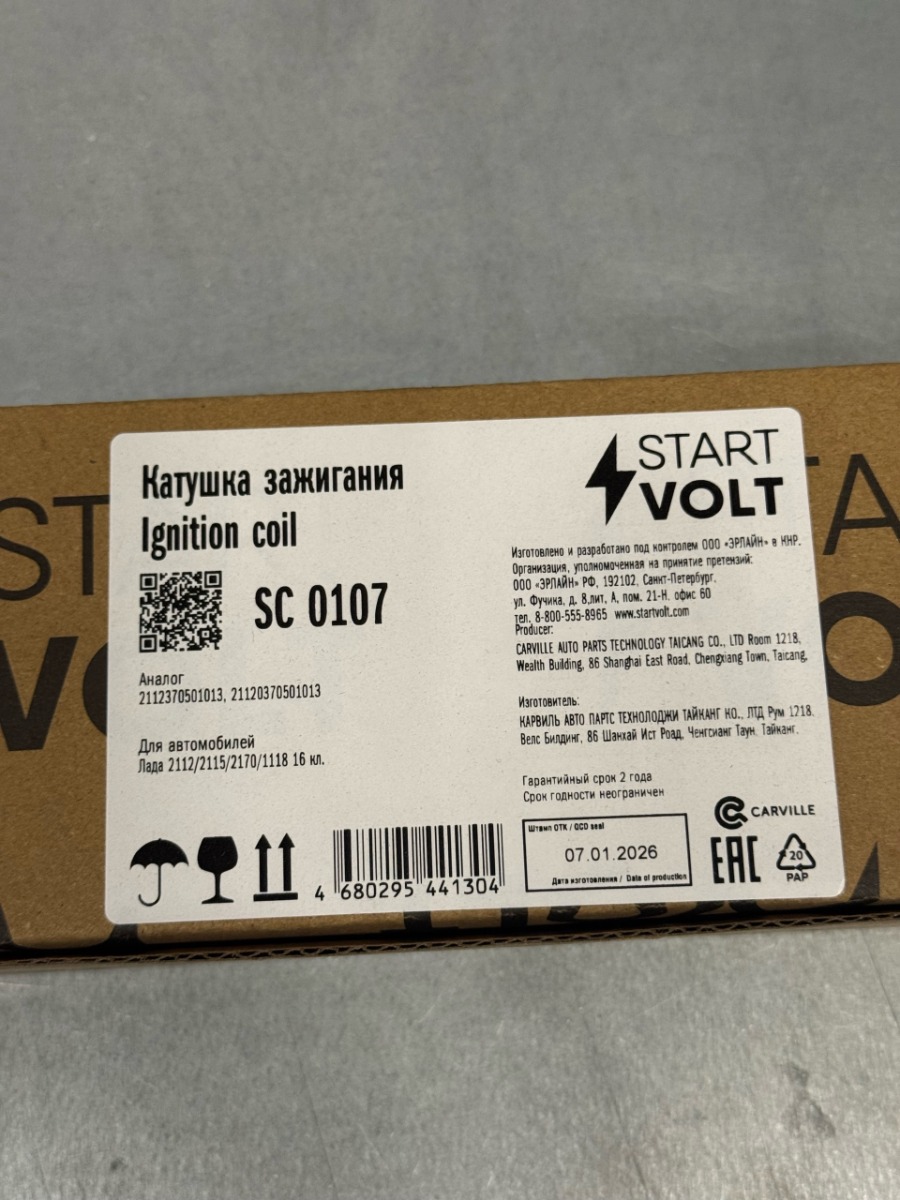 Катушка зажигания
Ignition coil
SC 0107
Аналог
2112370501013, 21120370501013
Для автомобилей
Лада 2112/2115/2170/1118 16 кл.
4 680295 441304
START
VOLT
Изготовлено и разработано под контролем ООО «ЭРЛАЙН» в КНР.
Организация, уполномоченная на принятие претензий:
ООО «ЭРЛАЙН» РФ, 192102, Санкт-Петербург,
ул. Фучика, д. 8,лит. А, пом. 21-Н. офис 60
тел. 8-800-555-8965 www.startvolt.com
Producer:
CARVILLE AUTO PARTS TECHNOLOGY TAICANG CO., LTD Room 1218,
Wealth Building, 86 Shanghai East Road, Chengxiang Town, Taicang,
Изготовитель:
КАРВИЛЬ АВТО ПАРТС ТЕХНОЛОДЖИ ТАЙКАНГ КО., ЛТД Рум 1218.
Велс Билдинг, 86 Шанхай Ист Роад, Ченгсианг Таун, Тайканг,
Гарантийный срок 2 года
Срок годности неограничен
Штамп ОТК / QCD seal
07.01.2026
Дата изготовления / Date of production
CARVILLE
EAC
20
PAP
ST
VO
TA
O